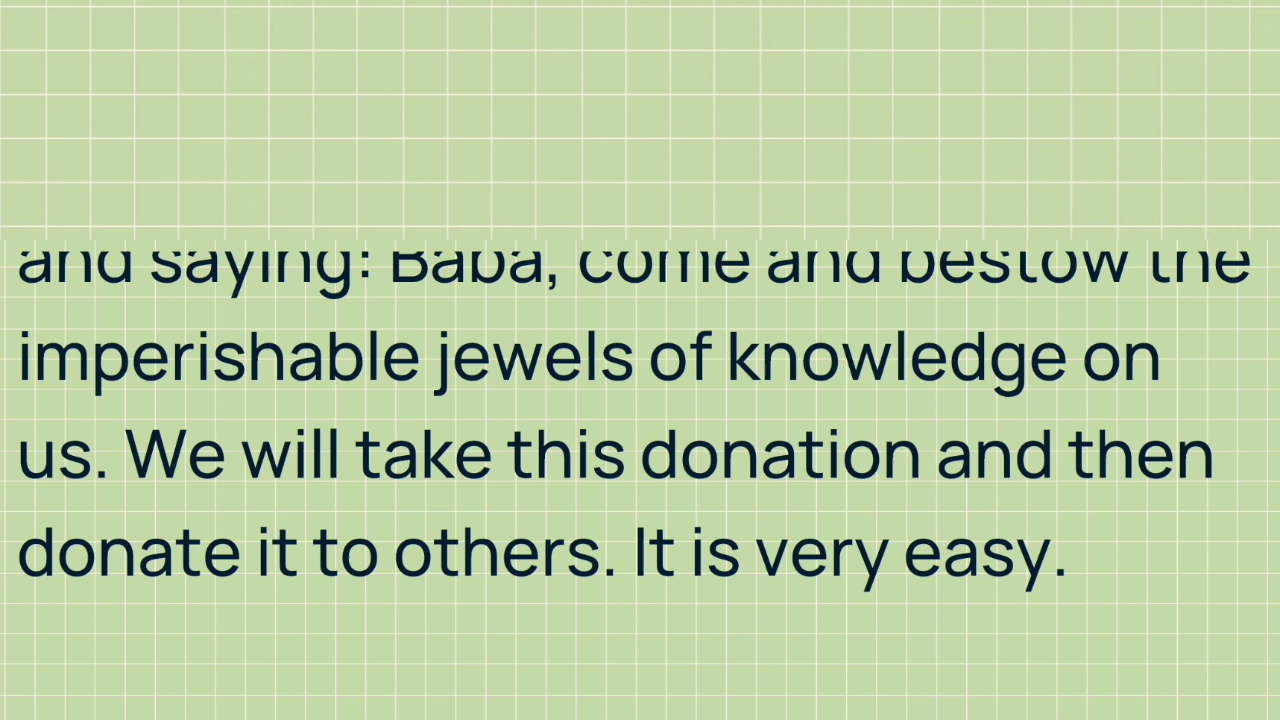 and saying: Baba, come and bestow the
imperishable jewels of knowledge on
us. We will take this donation and then
donate it to others. It is very easy.